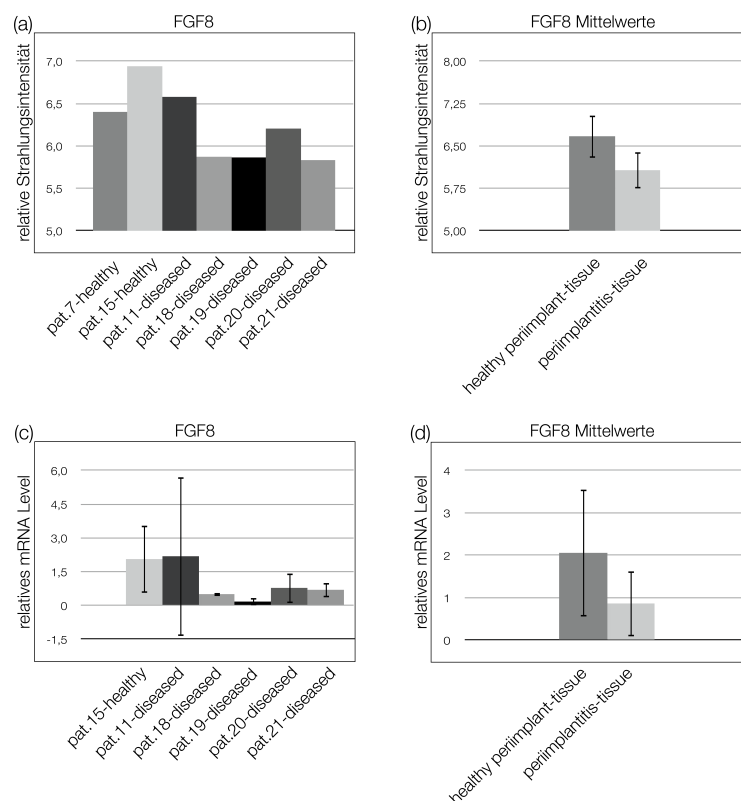 (a)
FGF8
relative Strahlungsintensität
7,0
6,5
6,0
5,5
5,0
pat.7-healthy
pat.15-healthy
pat.11-diseased
pat.18-diseased
pat.19-diseased
pat.20-diseased
pat.21-diseased
(b)
FGF8 Mittelwerte
relative Strahlungsintensität
8,00
7,25
6,50
5,75
5,00
healthy periimplant-tissue
periimplantitis-tissue
(c)
FGF8
relatives mRNA Level
6,0
4,5
3,0
1,5
0
-1,5
pat.15-healthy
pat.11-diseased
pat.18-diseased
pat.19-diseased
pat.20-diseased
pat.21-diseased
(d)
FGF8 Mittelwerte
relatives mRNA Level
4
3
2
1
0
healthy periimplant-tissue
periimplantitis-tissue